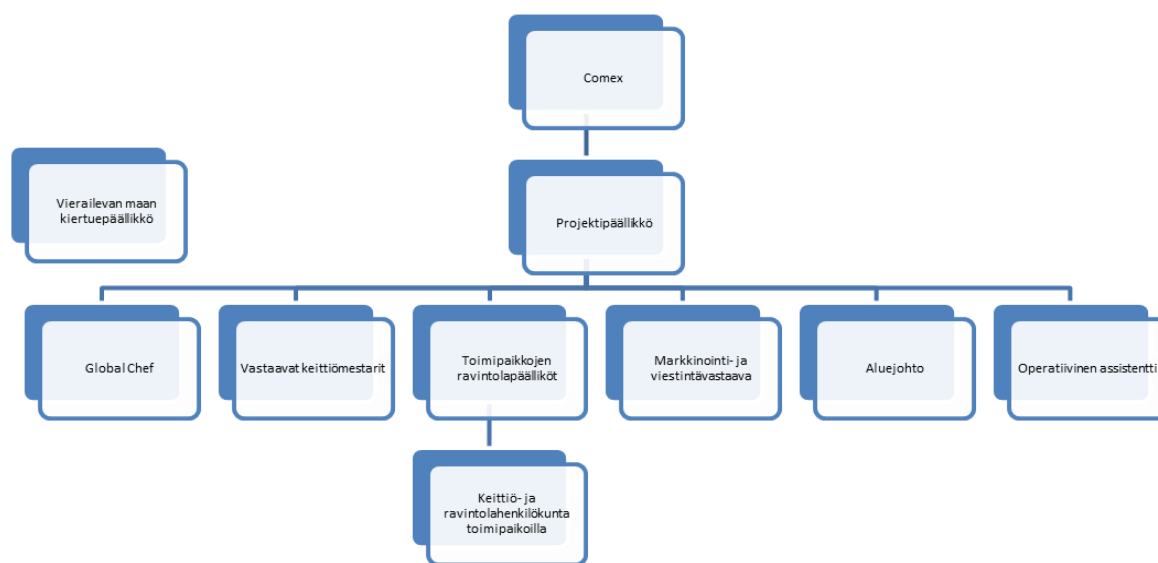 Comex
Vierailevan maan
kiertuepäällikkö
Projektipäällikkö
Global Chef
Vastaavat keittiömestarit
Toimipaikkojen
ravintolapäälliköt
Markkinointi- ja
viestintävastaava
Aluejohto
Operatiivinen assistentti
Keittiö- ja
ravintolahenkilökunta
toimipaikoilla